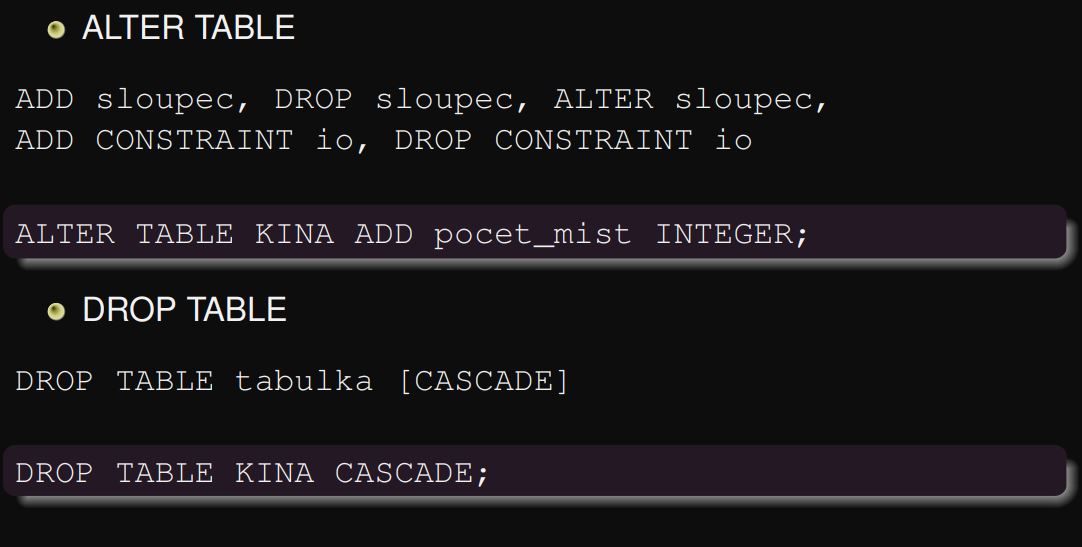 ALTER TABLE
ADD sloupec, DROP sloupec, ALTER sloupec,
ADD CONSTRAINT io, DROP CONSTRAINT io
ALTER TABLE KINA ADD pocet_mist INTEGER;
DROP TABLE
DROP TABLE tabulka [CASCADE]
DROP TABLE KINA CASCADE;